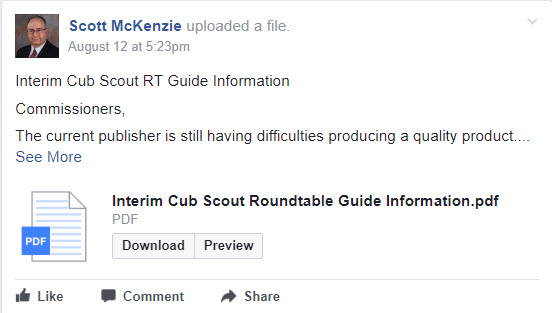 Scott McKenzie uploaded a file.
August 12 at 5:23pm
Interim Cub Scout RT Guide Information
Commissioners,
The current publisher is still having difficulties producing a quality product....
See More
Interim Cub Scout Roundtable Guide Information.pdf
PDF
PDF
Download Preview
Like Comment Share